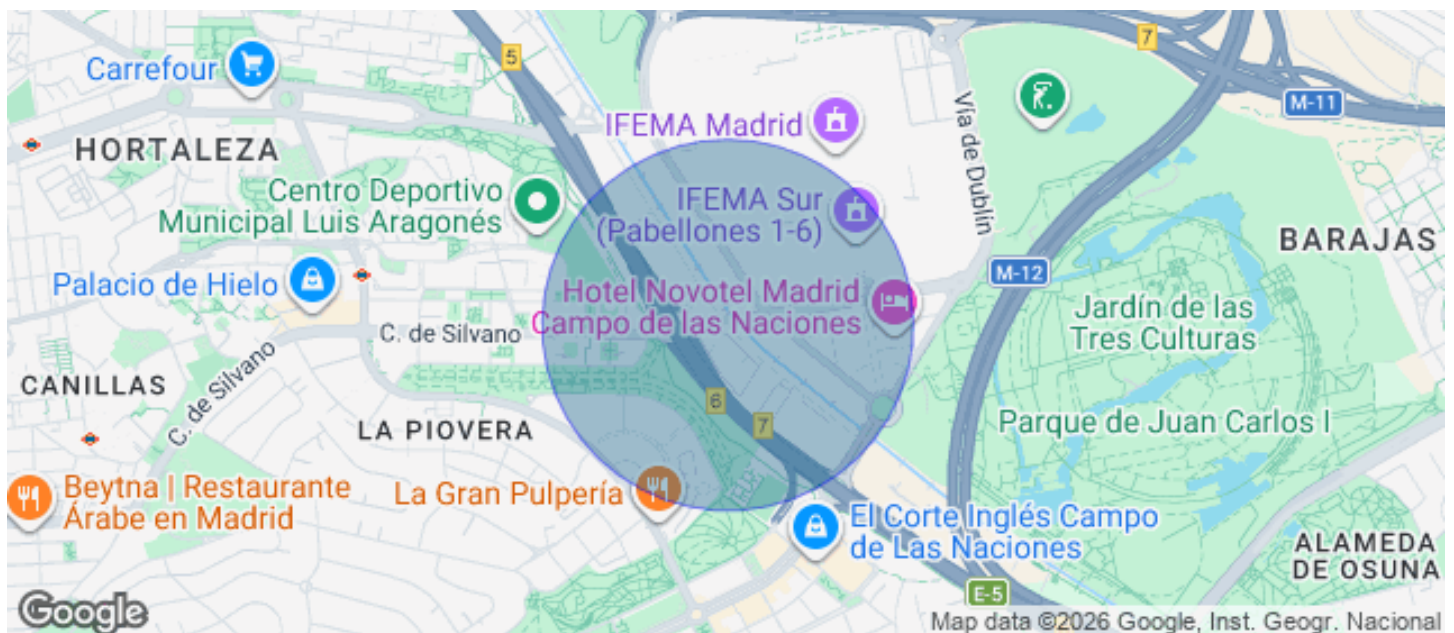 5
7
Carrefour
M-11
IFEMA Madrid
Vía de Dublín
HORTALEZA
Centro Deportivo
Municipal Luis Aragonés
IFEMA Sur
(Pabellones 1-6)
BARAJAS
M-12
Palacio de Hielo
Hotel Novotel Madrid
Campo de las Naciones
Jardín de las
Tres Culturas
C. de Silvano
CANILLAS
C. de Silvano
6
7
LA PIOVERA
Parque de Juan Carlos I
Beytna | Restaurante
Árabe en Madrid
La Gran Pulpería
El Corte Inglés Campo
de Las Naciones
ALAMEDA
DE OSUNA
E-5
Google
Map data ©2026 Google, Inst. Geogr. Nacional